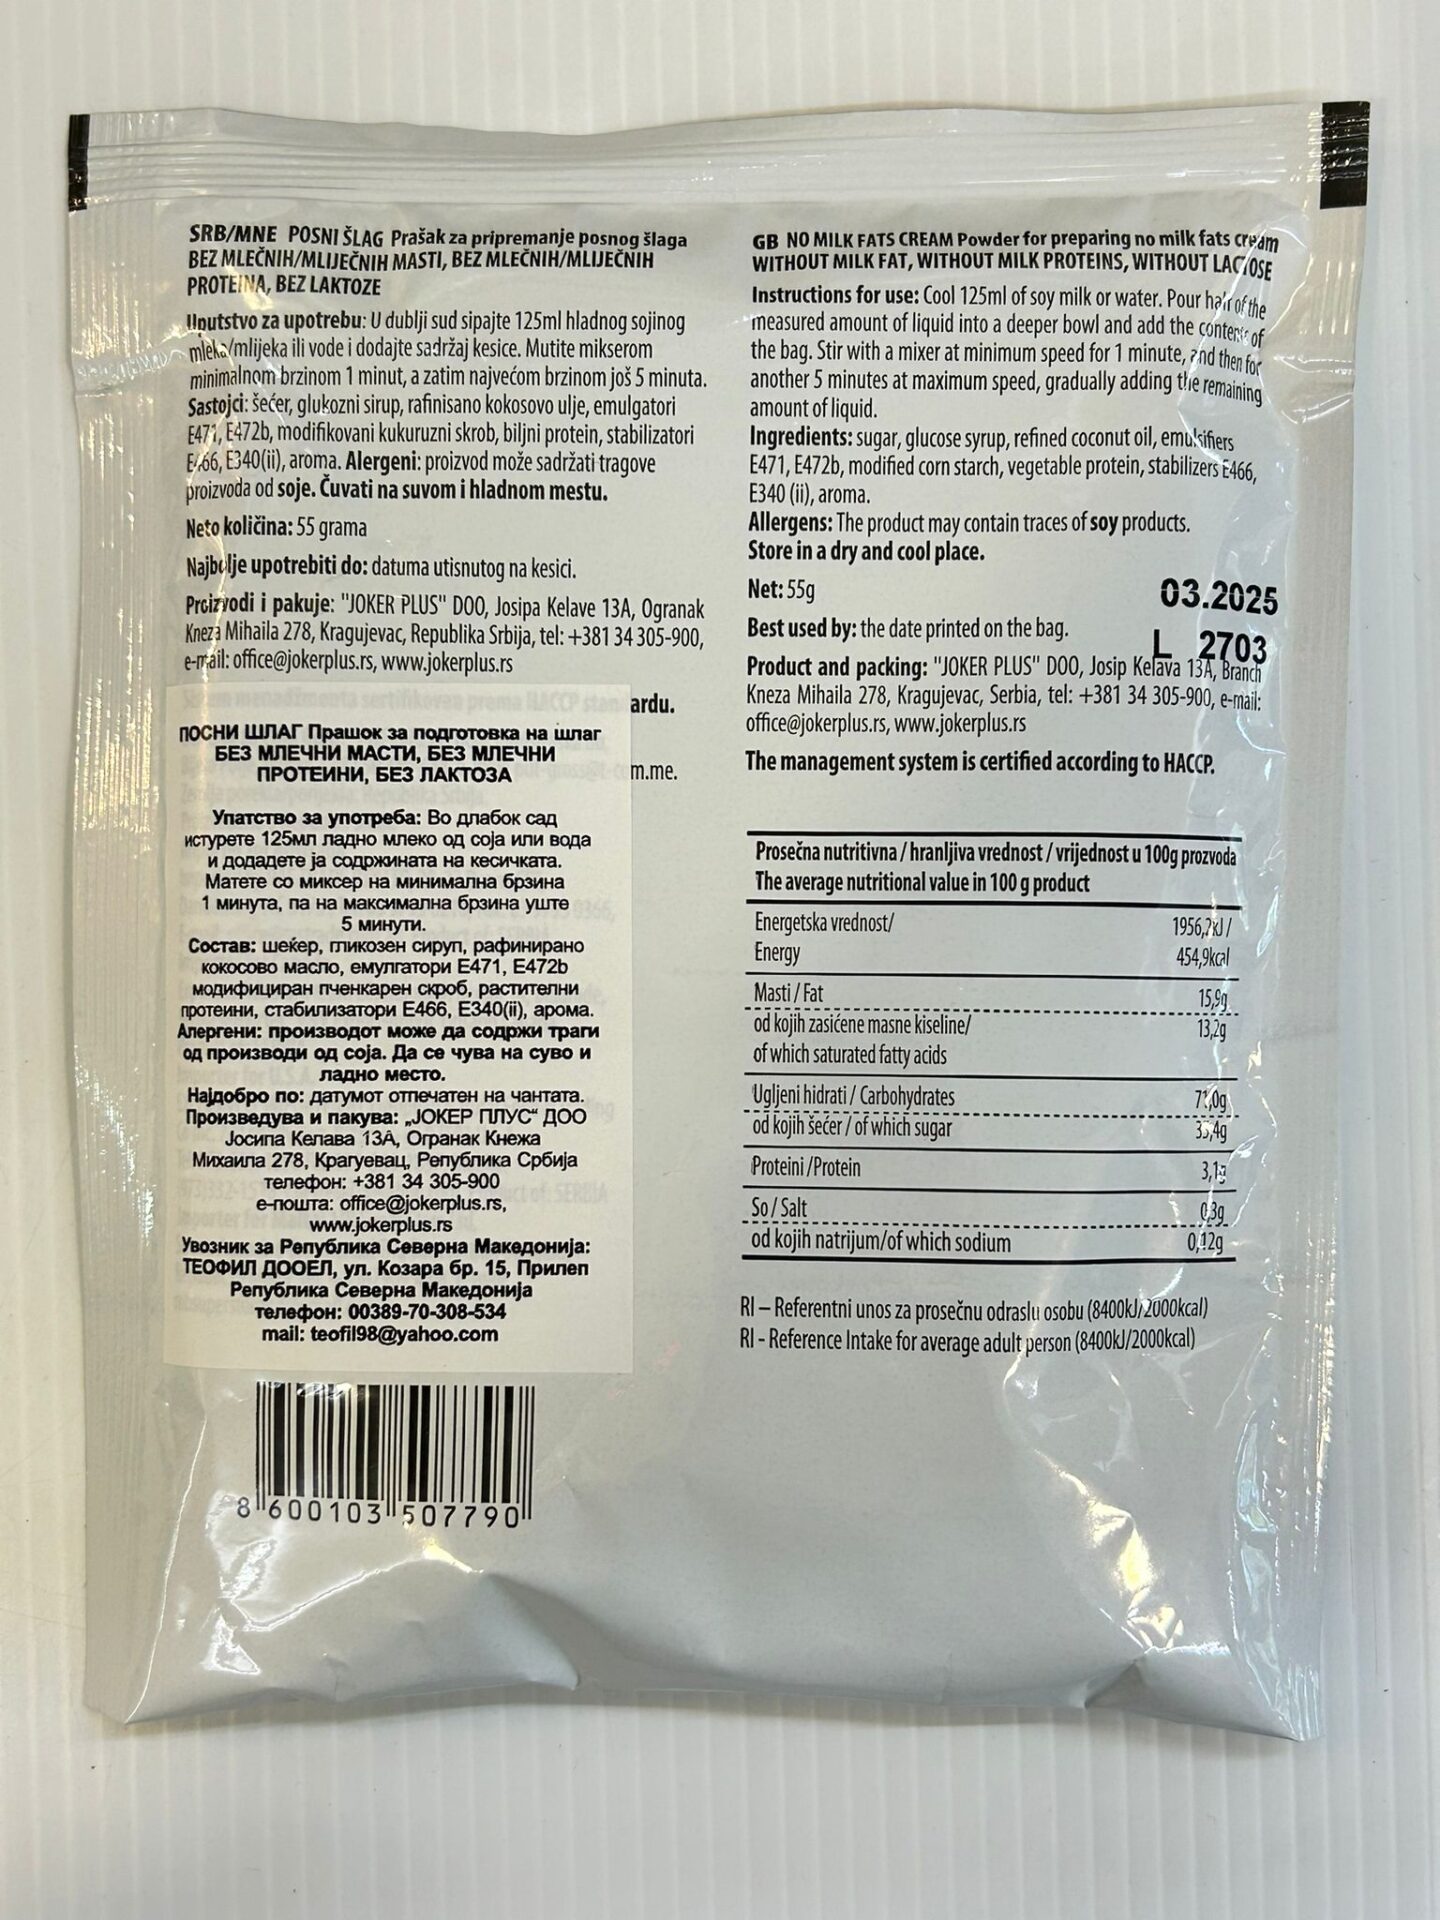 SRB/MNE POSNI ŠLAG Prašak za pripremanje posnog šlaga
BEZ MLEČNIH/MLIJEČNIH MASTI, BEZ MLEČNIH/MLIJEČNIH
PROTEINA, BEZ LAKTOZE
Uputstvo za upotrebu: U dublji sud sipajte 125ml hladnog sojinog
mleka/mlijeka ili vode i dodajte sadržaj kesice. Mutite mikserom
minimalnom brzinom 1 minut, a zatim najvećom brzinom još 5 minuta.
Sastojci: šećer, glukozni sirup, rafinisano kokosovo ulje, emulgatori
E471, E472b, modifikovani kukuruzni skrob, biljni protein, stabilizatori
E466, E340(ii), aroma. Alergeni: proizvod može sadržati tragove
proizvoda od soje. Čuvati na suvom i hladnom mestu.
Neto količina: 55 grama
Najbolje upotrebiti do: datuma utisnutog na kesici.
Proizvodi i pakuje: "JOKER PLUS" DOO, Josipa Kelave 13A, Ogranak
Kneza Mihaila 278, Kragujevac, Republika Srbija, tel: +381 34 305-900,
e-mail: office@jokerplus.rs, www.jokerplus.rs
ardu.
m.me.
ПОСНИ ШЛАГ Прашок за подготовка на шлаг
БЕЗ МЛЕЧНИ МАСТИ, БЕЗ МЛЕЧНИ
ПРОТЕИНИ, БЕЗ ЛАКТОЗА
Упатство за употреба: Во длабок сад
истурете 125мл ладно млеко од соја или вода
и додадете ја содржината на кесичката.
Матете со миксер на минимална брзина
1 минута, па на максимална брзина уште
5 минути.
Состав: шеќер, гликозен сируп, рафинирано
кокосово масло, емулгатори Е471, Е472b
модифициран пченкарен скроб, растителни
протеини, стабилизатори Е466, Е340(ii), арома.
Алергени: производот може да содржи траги
од производи од соја. Да се чува на суво и
ладно место.
Најдобро по: датумот отпечатен на чантата.
Произведува и пакува: „ЈОКЕР ПЛУС“ ДОО
Јосипа Келава 13А, Огранак Кнежа
Михаила 278, Крагуевац, Република Србија
телефон: +381 34 305-900
е-пошта: office@jokerplus.rs,
www.jokerplus.rs
Увозник за Република Северна Македонија:
ТЕОФИЛ ДООЕЛ, ул. Козара бр. 15, Прилеп
Република Северна Македонија
телефон: 00389-70-308-534
mail: teofil98@yahoo.com
8 600103 507790
GB NO MILK FATS CREAM Powder for preparing no milk fats cream
WITHOUT MILK FAT, WITHOUT MILK PROTEINS, WITHOUT LACTOSE
Instructions for use: Cool 125ml of soy milk or water. Pour half of the
measured amount of liquid into a deeper bowl and add the contents of
the bag. Stir with a mixer at minimum speed for 1 minute, and then for
another 5 minutes at maximum speed, gradually adding the remaining
amount of liquid.
Ingredients: sugar, glucose syrup, refined coconut oil, emulsifiers
E471, E472b, modified corn starch, vegetable protein, stabilizers E466,
E340 (ii), aroma.
Allergens: The product may contain traces of soy products.
Store in a dry and cool place.
Net: 55g
03.2025
Best used by: the date printed on the bag.
L 2703
Product and packing: "JOKER PLUS" DOO, Josip Kelava 13A, Branch
Kneza Mihaila 278, Kragujevac, Serbia, tel: +381 34 305-900, e-mail:
office@jokerplus.rs, www.jokerplus.rs
The management system is certified according to HACCP.
Prosečna nutritivna / hranljiva vrednost / vrijednost u 100g prozvoda
The average nutritional value in 100 g product
Energetska vrednost/ 1956,2kJ /
Energy 454,9kcal
Masti / Fat 15,9g
od kojih zasićene masne kiseline/ 13,2g
of which saturated fatty acids
Ugljeni hidrati / Carbohydrates 71,0g
od kojih šećer / of which sugar
Proteini /Protein 3,1g
So / Salt 0,3g
od kojih natrijum/of which sodium 0,12g
RI – Referentni unos za prosečnu odraslu osobu (8400kJ/2000kcal)
RI - Reference Intake for average adult person (8400kJ/2000kcal)